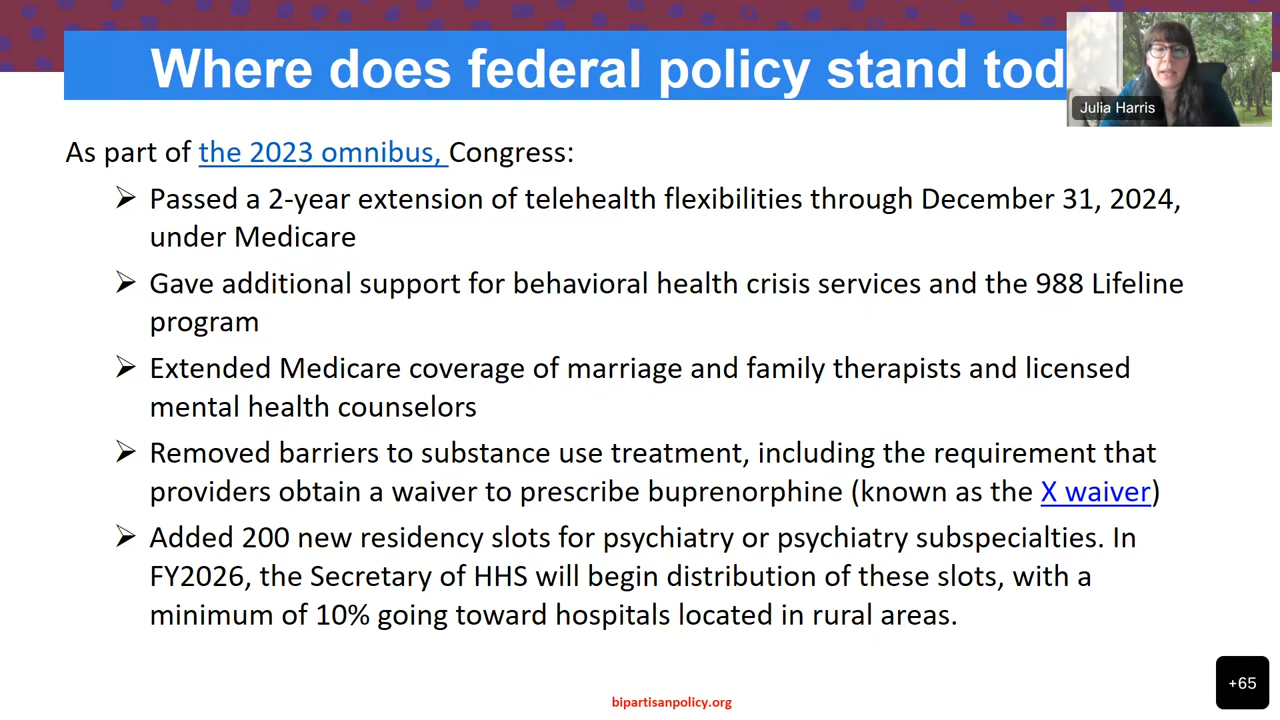 Where does federal policy stand tod
Julia Harris
As part of the 2023 omnibus, Congress:
➢ Passed a 2-year extension of telehealth flexibilities through December 31, 2024,
under Medicare
➢ Gave additional support for behavioral health crisis services and the 988 Lifeline
program
➢ Extended Medicare coverage of marriage and family therapists and licensed
mental health counselors
➢ Removed barriers to substance use treatment, including the requirement that
providers obtain a waiver to prescribe buprenorphine (known as the X waiver)
➢ Added 200 new residency slots for psychiatry or psychiatry subspecialties. In
FY2026, the Secretary of HHS will begin distribution of these slots, with a
minimum of 10% going toward hospitals located in rural areas.
+65
bipartisanpolicy.org